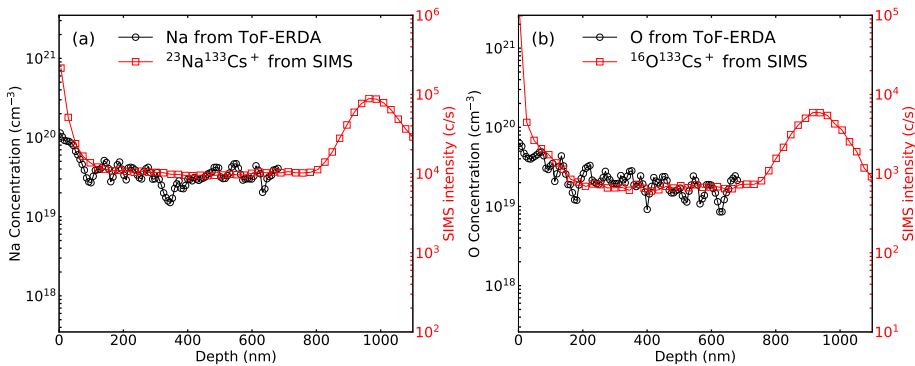 (a)
Na from ToF-ERDA
²³Na¹³³Cs⁺ from SIMS
Na Concentration (cm⁻³)
10²¹
10²⁰
10¹⁹
10¹⁸
10⁶
10⁵
10⁴
10³
10²
SIMS intensity (c/s)
0 200 400 600 800 1000
Depth (nm)
(b)
O from ToF-ERDA
¹⁶O¹³³Cs⁺ from SIMS
O Concentration (cm⁻³)
10²¹
10²⁰
10¹⁹
10¹⁸
10⁵
10⁴
10³
10²
10¹
SIMS intensity (c/s)
0 200 400 600 800 1000
Depth (nm)